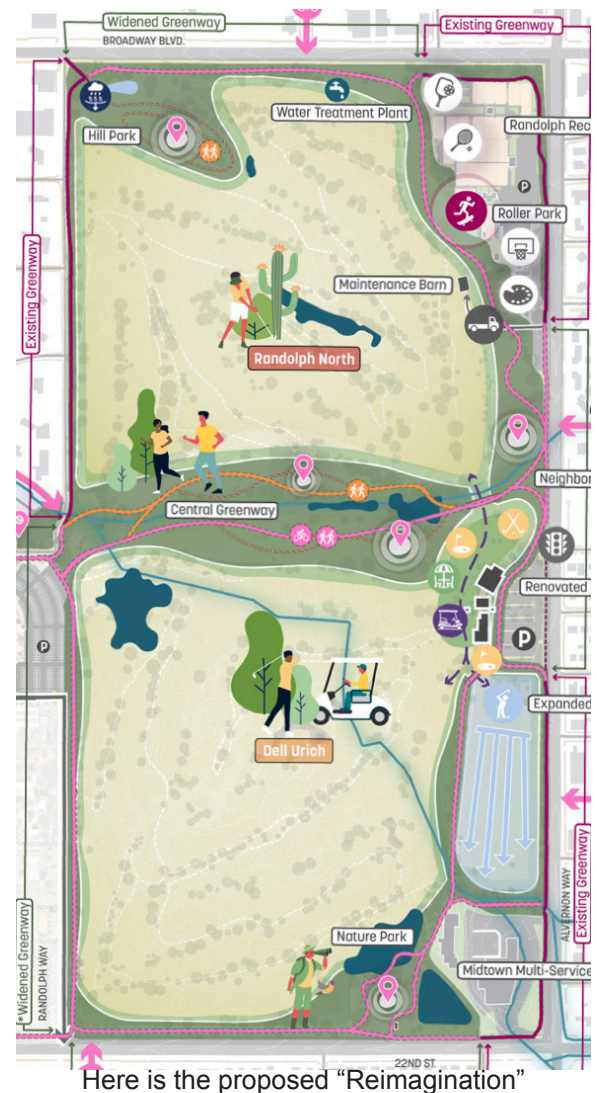 Widened Greenway
Existing Greenway
BROADWAY BLVD.
Water Treatment Plant
Hill Park
Randolph Rec
P
Roller Park
Existing Greenway
Existing Greenway
Maintenance Barn
Randolph North
Central Greenway
Neighbor
Renovated
P
P
Expanded
Dell Urich
ALVERNON WAY
Existing Greenway
*Widened Greenway
RANDOLPH WAY
Nature Park
Midtown Multi-Service
22ND ST.
Here is the proposed “Reimagination”